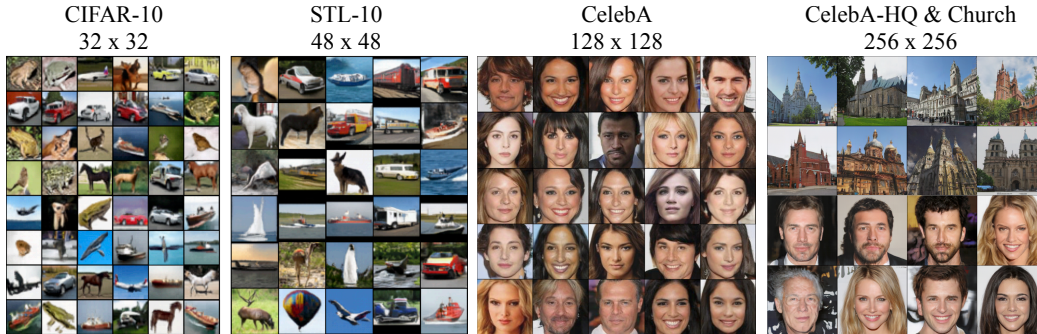 CIFAR-10
32 x 32
STL-10
48 x 48
CelebA
128 x 128
CelebA-HQ & Church
256 x 256